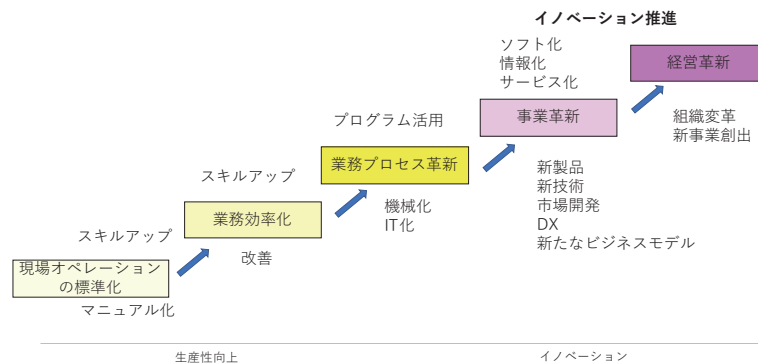 イノベーション推進
ソフト化
情報化
サービス化
経営革新
プログラム活用
事業革新
組織変革
新事業創出
スキルアップ
業務プロセス革新
新製品
新技術
市場開発
DX
新たなビジネスモデル
機械化
IT化
スキルアップ
業務効率化
改善
現場オペレーション
の標準化
マニュアル化
生産性向上
イノベーション